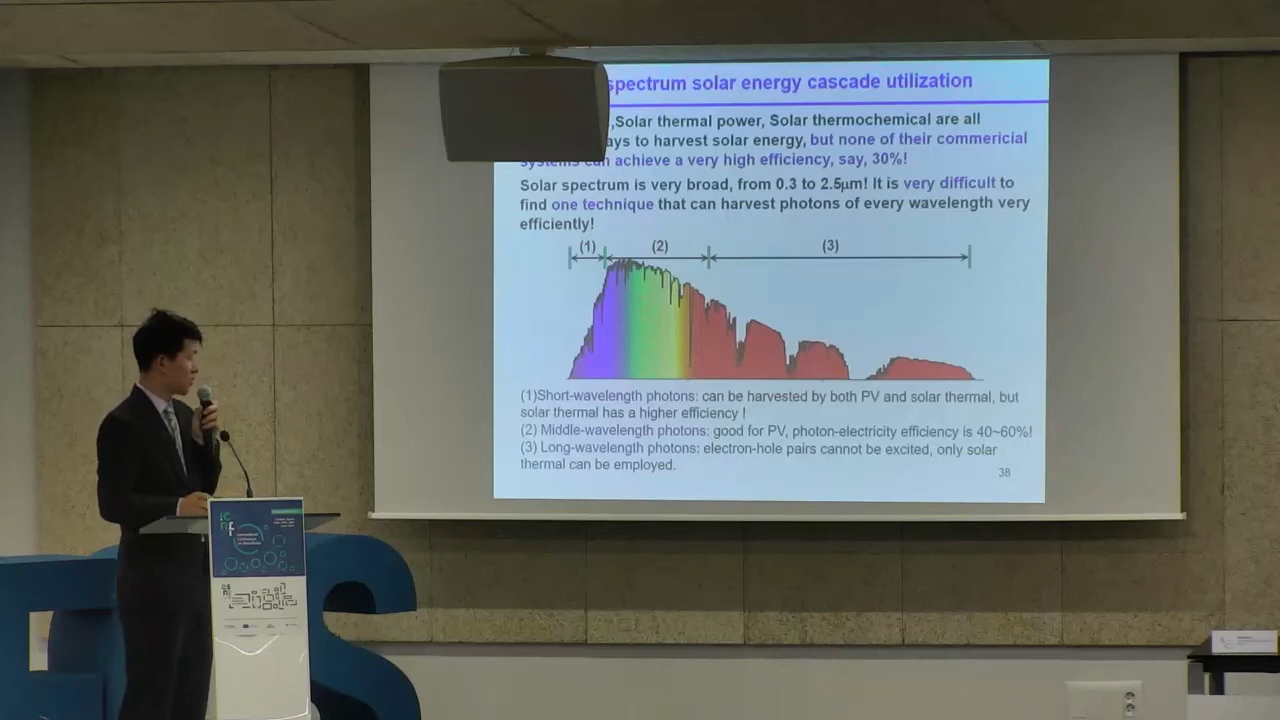 spectrum solar energy cascade utilization
,Solar thermal power, Solar thermochemical are all
ays to harvest solar energy, but none of their commericial
systems can achieve a very high efficiency, say, 30%!
Solar spectrum is very broad, from 0.3 to 2.5μm! It is very difficult to
find one technique that can harvest photons of every wavelength very
efficiently!
(1) (2) (3)
(1)Short-wavelength photons: can be harvested by both PV and solar thermal, but
solar thermal has a higher efficiency !
(2) Middle-wavelength photons: good for PV, photon-electricity efficiency is 40~60%!
(3) Long-wavelength photons: electron-hole pairs cannot be excited, only solar
thermal can be employed.
38
ic
nf